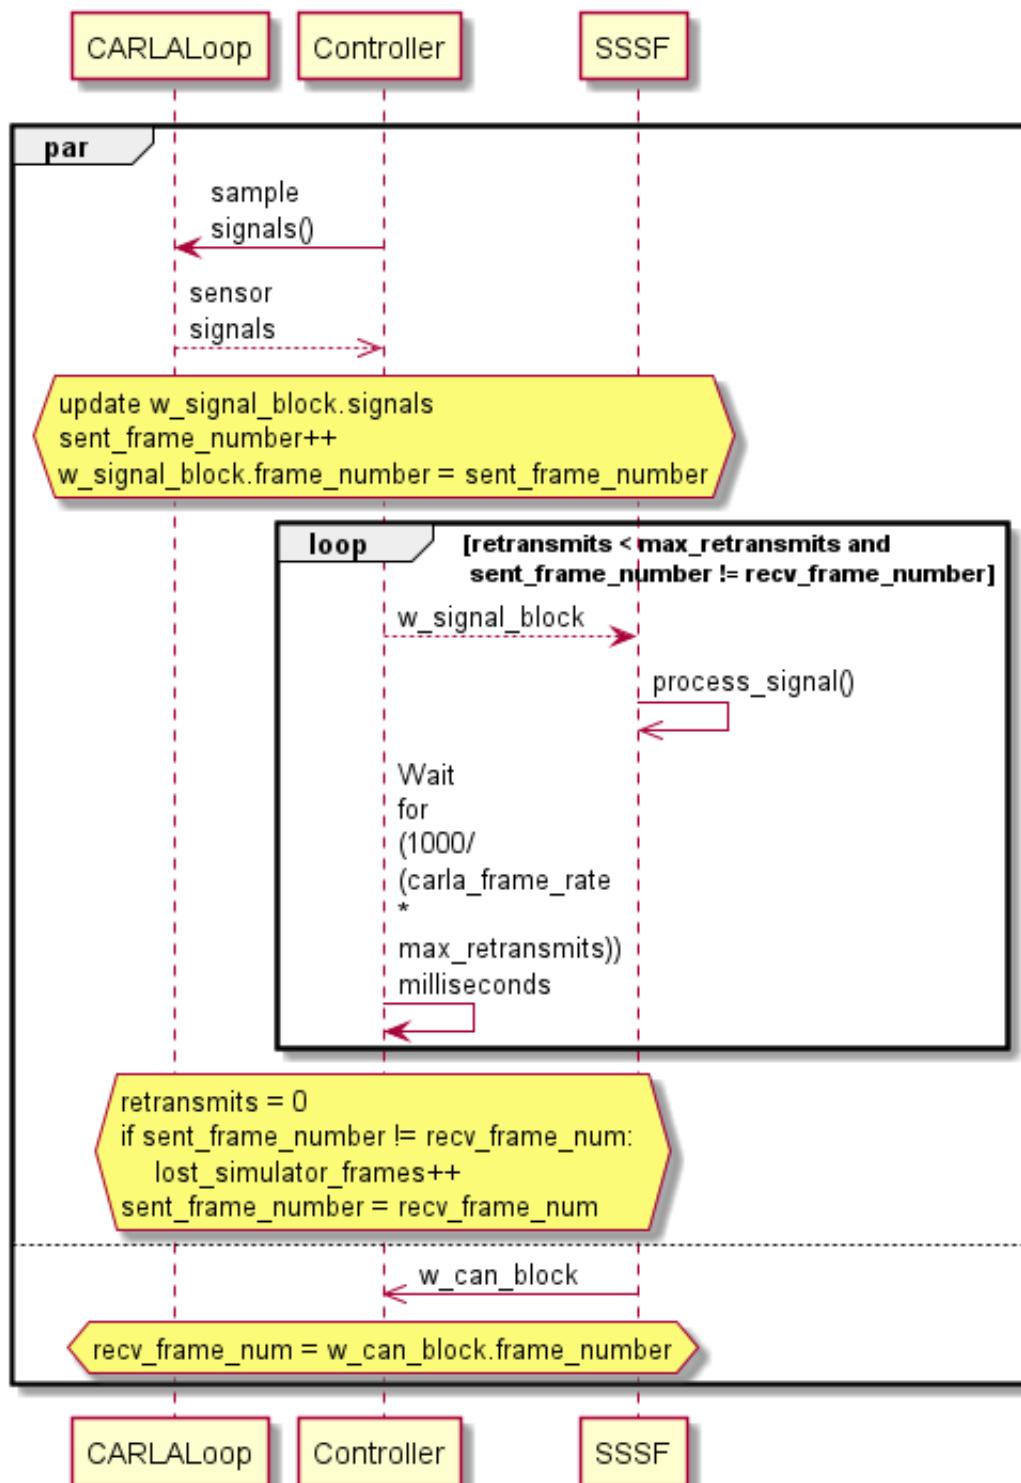 CARLALoop Controller SSSF
par
sample
signals()
sensor
signals
update w_signal_block.signals
sent_frame_number++
w_signal_block.frame_number = sent_frame_number
loop [retransmits < max_retransmits and
sent_frame_number != recv_frame_number]
w_signal_block
process_signal()
Wait
for
(1000/
(carla_frame_rate
*
max_retransmits))
milliseconds
retransmits = 0
if sent_frame_number != recv_frame_num:
lost_simulator_frames++
sent_frame_number = recv_frame_num
w_can_block
recv_frame_num = w_can_block.frame_number
CARLALoop Controller SSSF